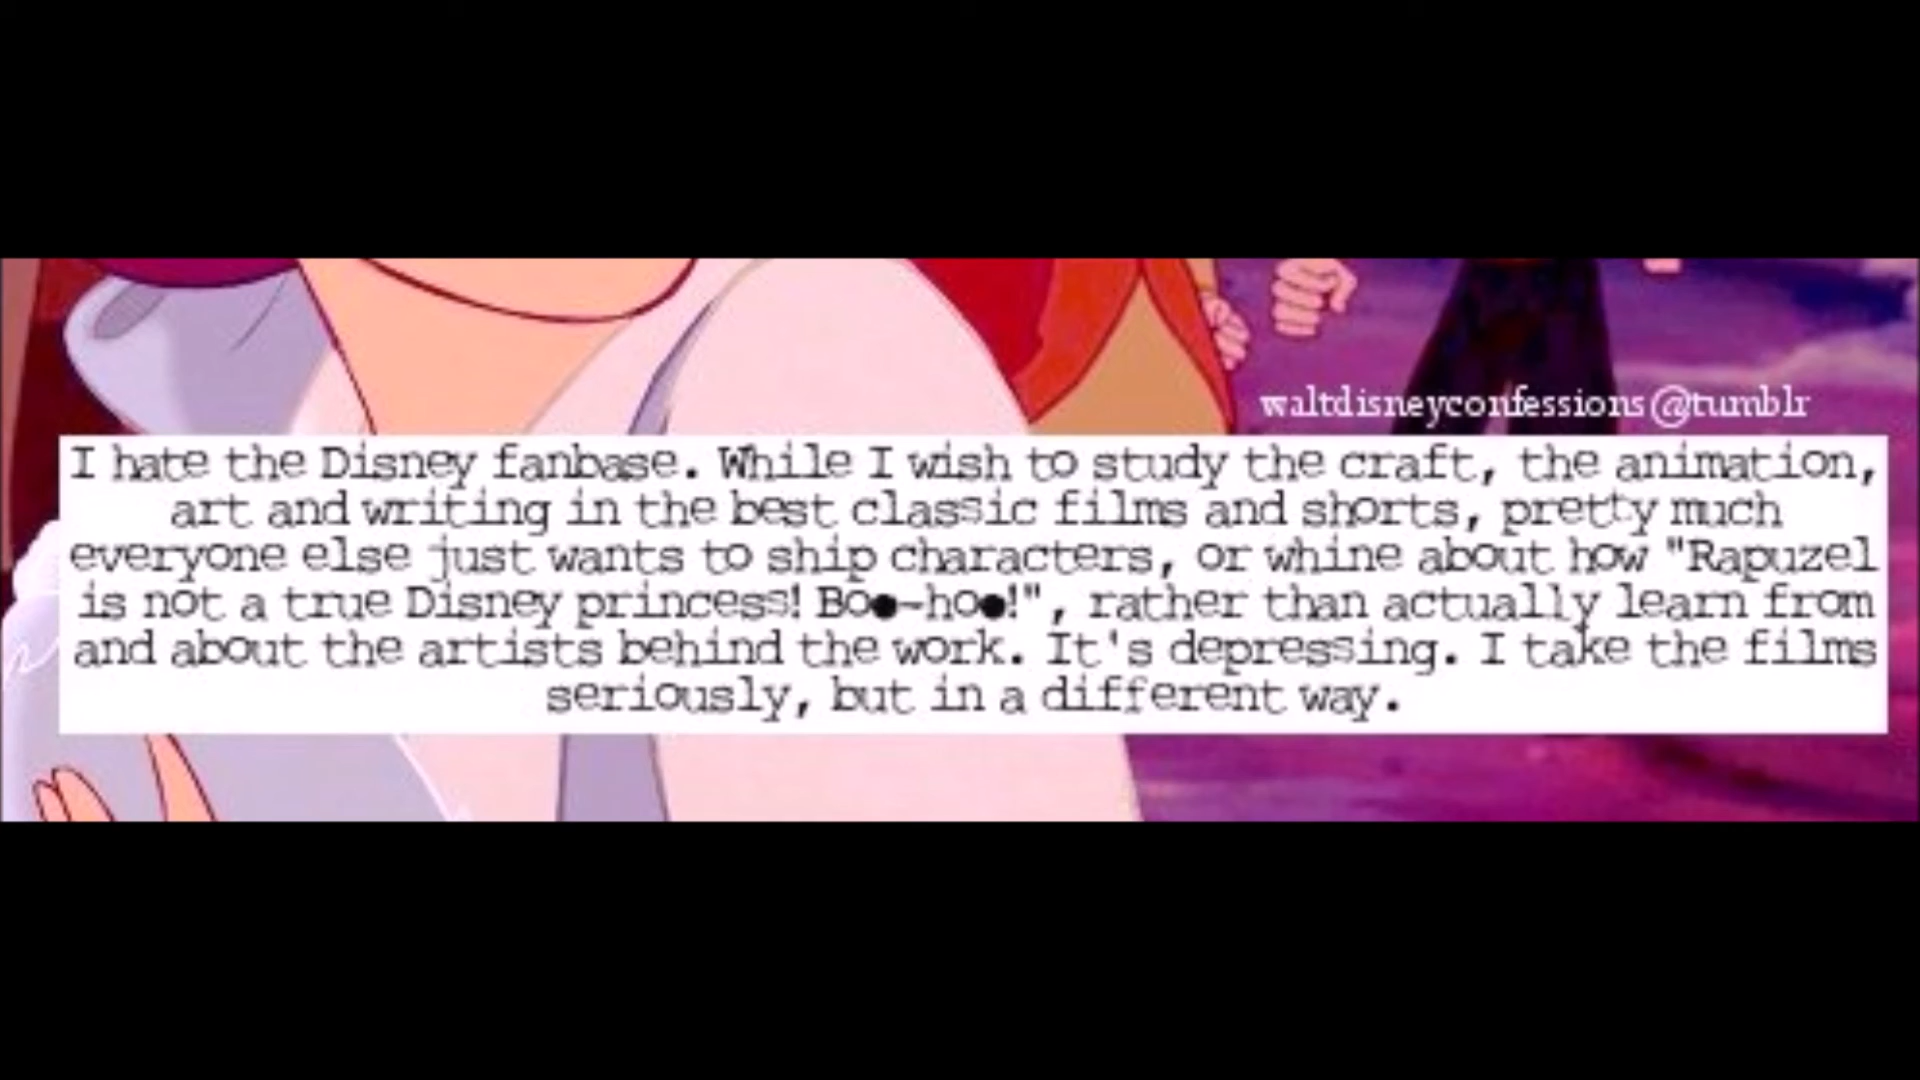 waltdisneyconfessions@tumblr
I hate the Disney fanbase. While I wish to study the craft, the animation,
art and writing in the best classic films and shorts, pretty much
everyone else just wants to ship characters, or whine about how "Rapuzel
is not a true Disney princess! Boo-hoo!", rather than actually learn from
and about the artists behind the work. It's depressing. I take the films
seriously, but in a different way.